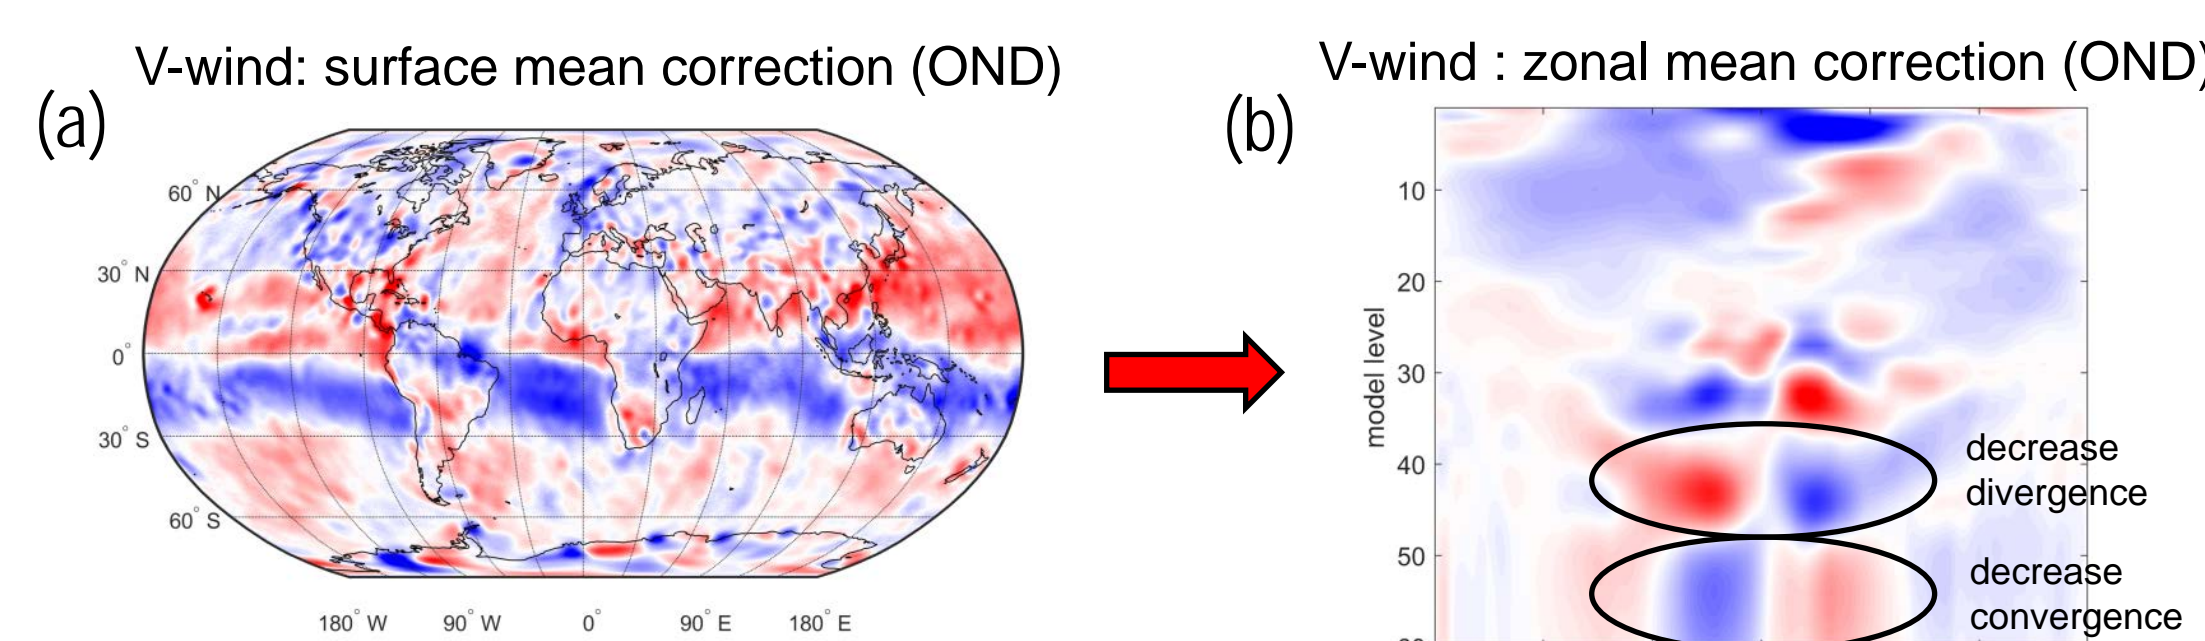 V-wind: surface mean correction (OND)
(a)
60° N
30° N
0°
30° S
60° S
180° W 90° W 0° 90° E 180° E
V-wind : zonal mean correction (OND)
(b)
model level
10
20
30
40
50
decrease
divergence
decrease
convergence